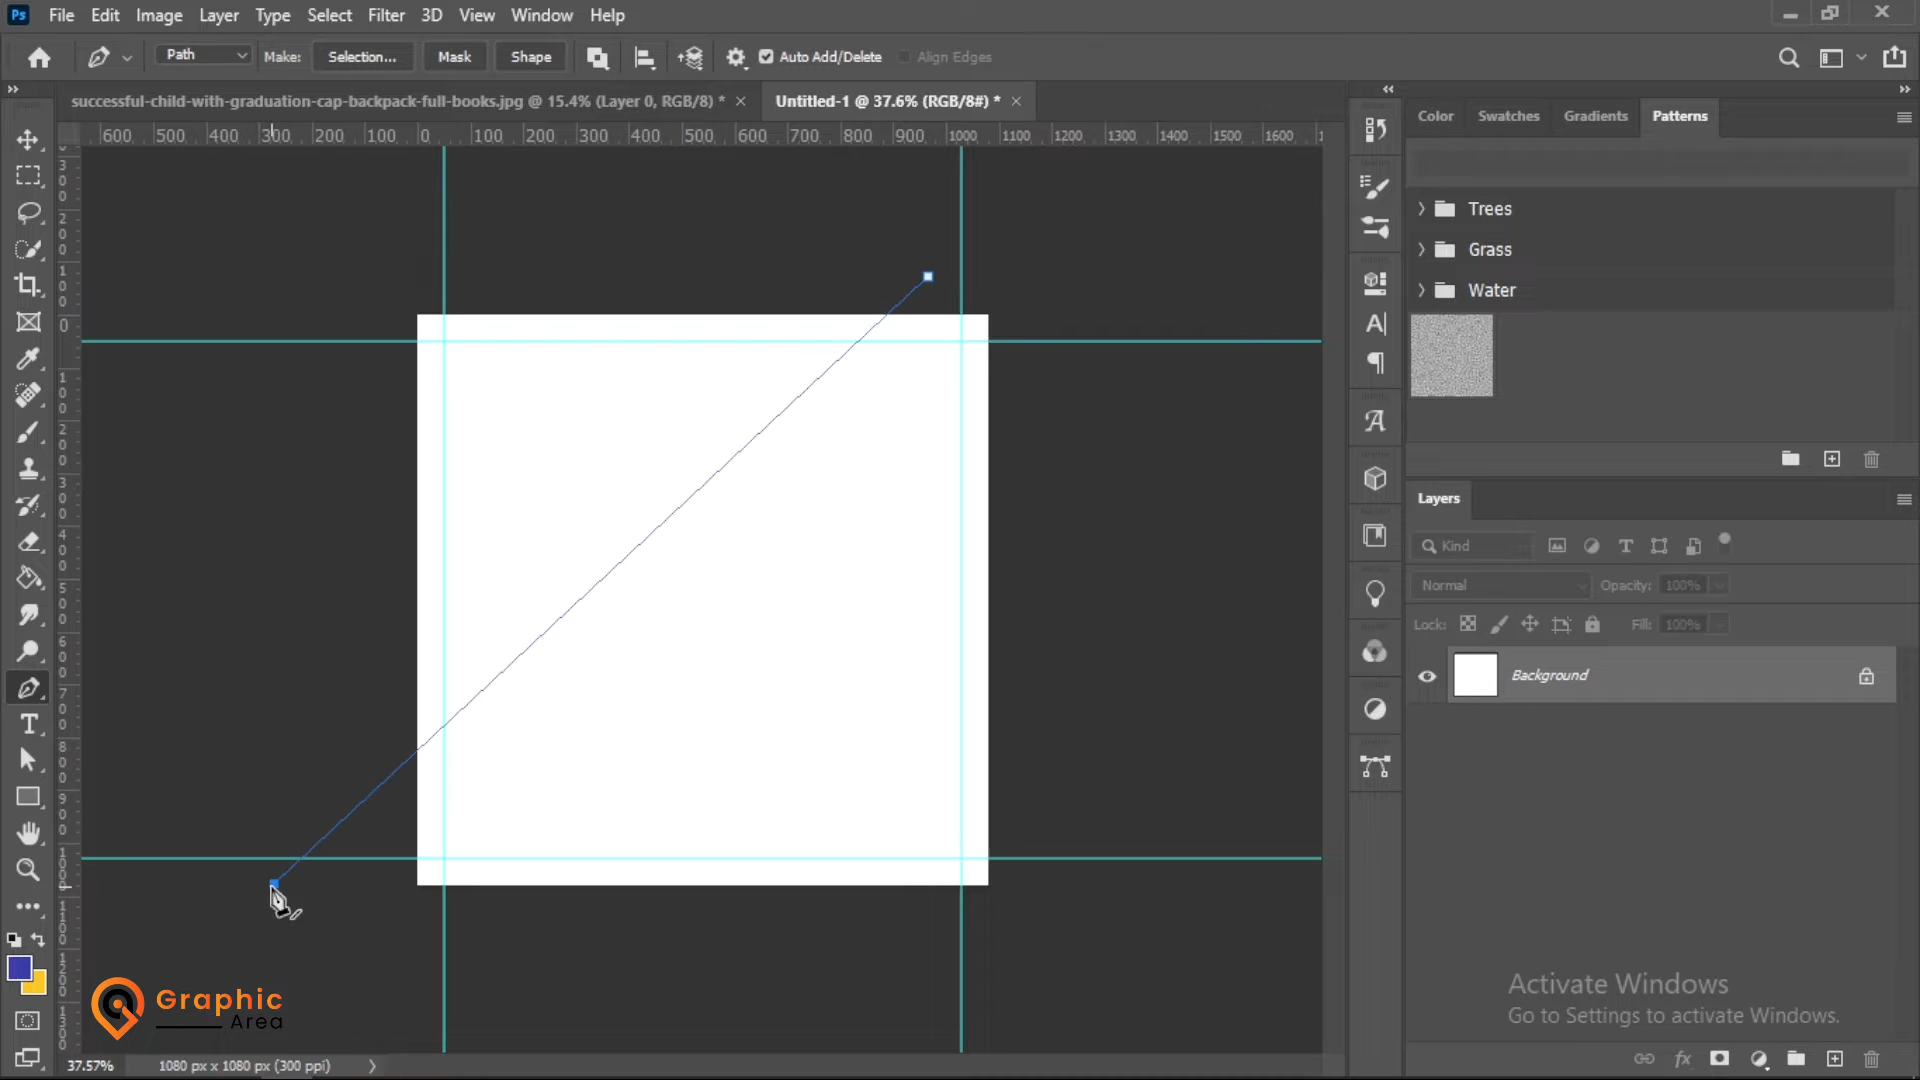 Ps File Edit Image Layer Type Select Filter 3D View Window Help
Path Make: Selection... Mask Shape Auto Add/Delete Align Edges
successful-child-with-graduation-cap-backpack-full-books.jpg @ 15.4% (Layer 0, RGB/8) * Untitled-1 @ 37.6% (RGB/8#) *
600 500 400 300 200 100 0 100 200 300 400 500 600 700 800 900 1000 1100 1200 1300 1400 1500 1600
Color Swatches Gradients Patterns
Trees
Grass
Water
Layers
Kind
Normal Opacity: 100%
Lock: Fill: 100%
Background
Graphic
Area
Activate Windows
Go to Settings to activate Windows.
37.57% 1080 px x 1080 px (300 ppi)
fx